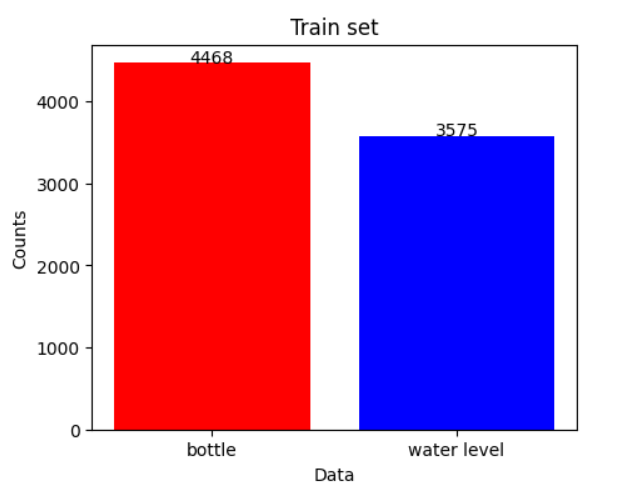 Train set
4468
3575
4000
3000
2000
1000
0
Counts
bottle
water level
Data